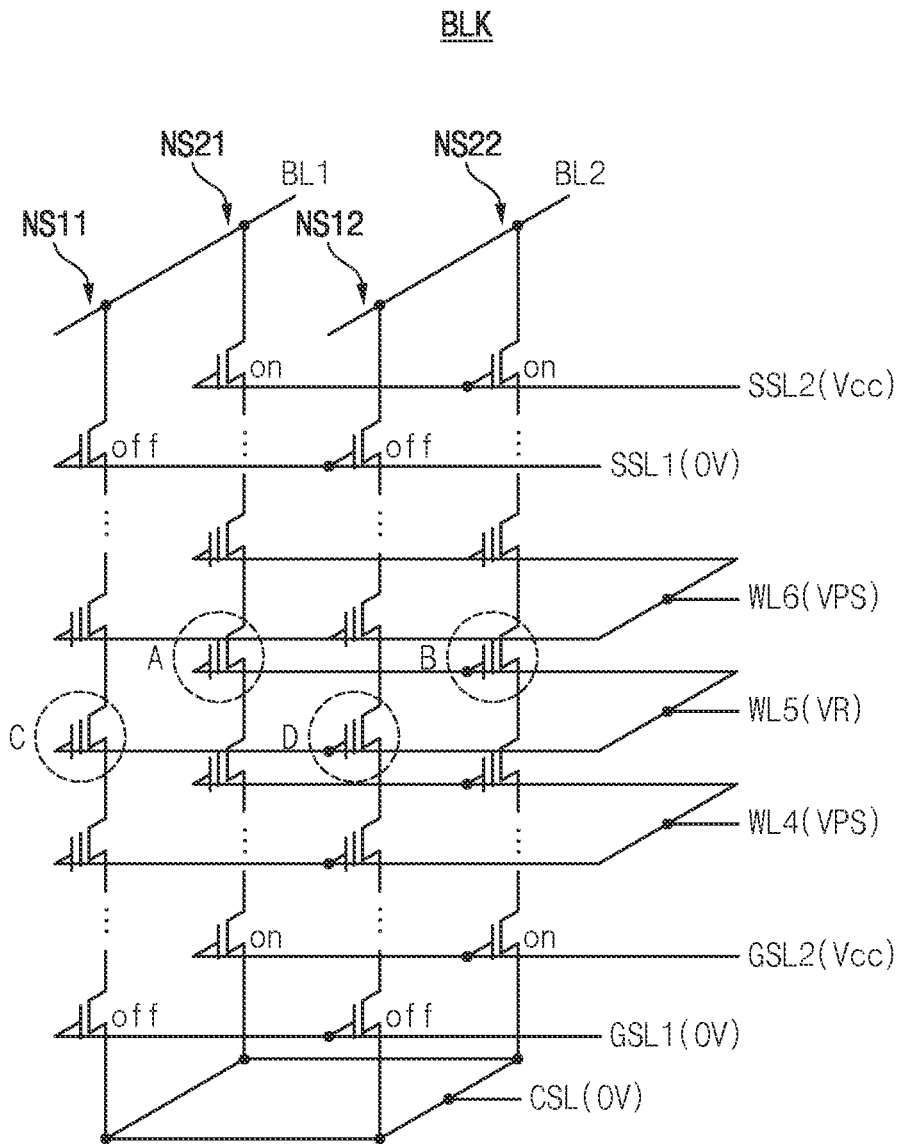 BLK
NS21
NS22
BL1
BL2
NS11
NS12
on
on
SSL2(Vcc)
off
off
SSL1(0V)
WL6(VPS)
A
B
C
D
WL5(VR)
WL4(VPS)
on
on
GSL2(Vcc)
off
off
GSL1(0V)
CSL(0V)